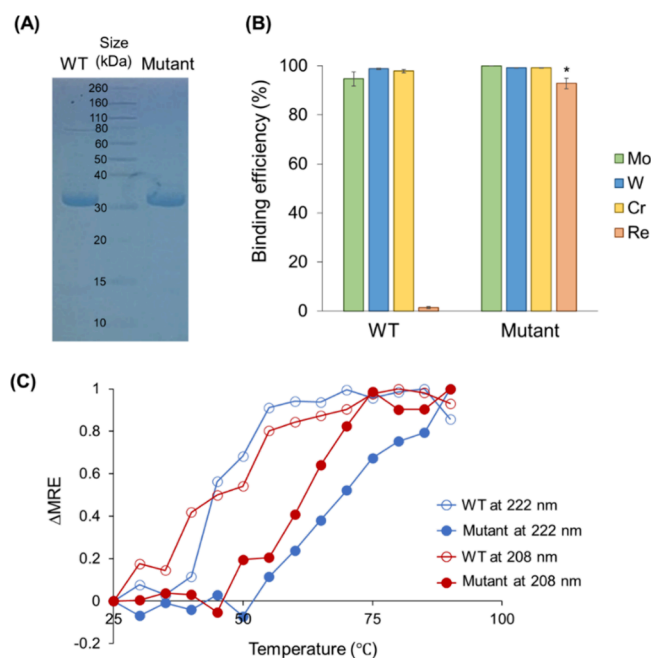 (A)
Size
WT (kDa) Mutant
260
160
110
80
60
50
40
30
20
15
10
(B)
Binding efficiency (%)
100
80
60
40
20
0
WT
Mutant
*
Mo
W
Cr
Re
(C)
ΔMRE
1
0.8
0.6
0.4
0.2
0
-0.2
25
50
75
100
Temperature (℃)
WT at 222 nm
Mutant at 222 nm
WT at 208 nm
Mutant at 208 nm